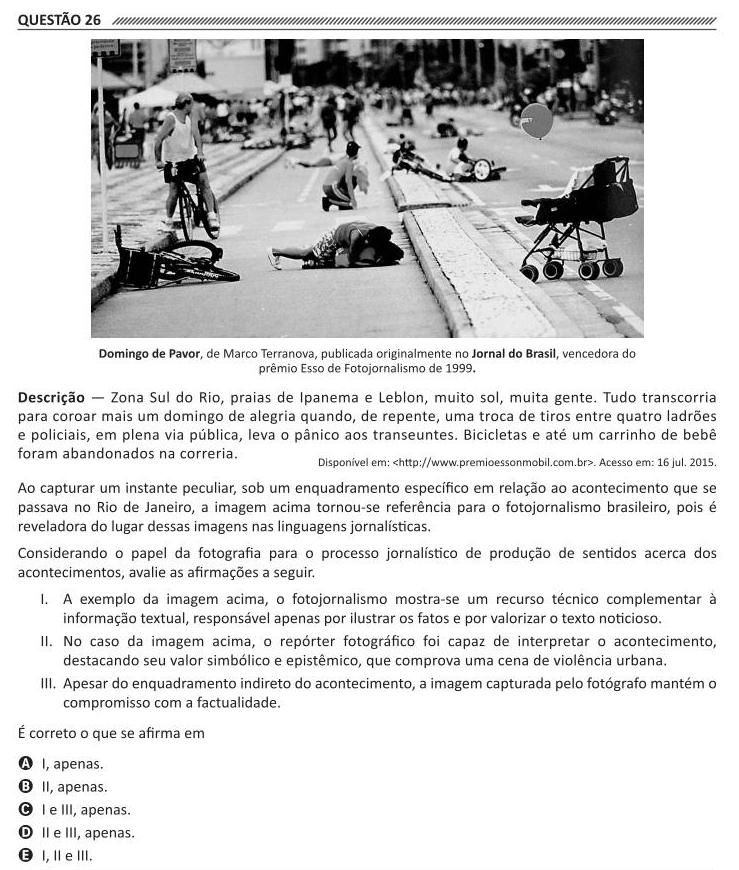 QUESTÃO 26
Domingo de Pavor, de Marco Terranova, publicada originalmente no Jornal do Brasil, vencedora do
prêmio Esso de Fotojornalismo de 1999.
Descrição — Zona Sul do Rio, praias de Ipanema e Leblon, muito sol, muita gente. Tudo transcorria
para coroar mais um domingo de alegria quando, de repente, uma troca de tiros entre quatro ladrões
e policiais, em plena via pública, leva o pânico aos transeuntes. Bicicletas e até um carrinho de bebê
foram abandonados na correria.
Disponível em: <http://www.premioessonmobil.com.br>. Acesso em: 16 jul. 2015.
Ao capturar um instante peculiar, sob um enquadramento específico em relação ao acontecimento que se
passava no Rio de Janeiro, a imagem acima tornou-se referência para o fotojornalismo brasileiro, pois é
reveladora do lugar dessas imagens nas linguagens jornalísticas.
Considerando o papel da fotografia para o processo jornalístico de produção de sentidos acerca dos
acontecimentos, avalie as afirmações a seguir.
I. A exemplo da imagem acima, o fotojornalismo mostra-se um recurso técnico complementar à
informação textual, responsável apenas por ilustrar os fatos e por valorizar o texto noticioso.
II. No caso da imagem acima, o repórter fotográfico foi capaz de interpretar o acontecimento,
destacando seu valor simbólico e epistêmico, que comprova uma cena de violência urbana.
III. Apesar do enquadramento indireto do acontecimento, a imagem capturada pelo fotógrafo mantém o
compromisso com a factualidade.
É correto o que se afirma em
A I, apenas.
B II, apenas.
C I e III, apenas.
D II e III, apenas.
E I, II e III.